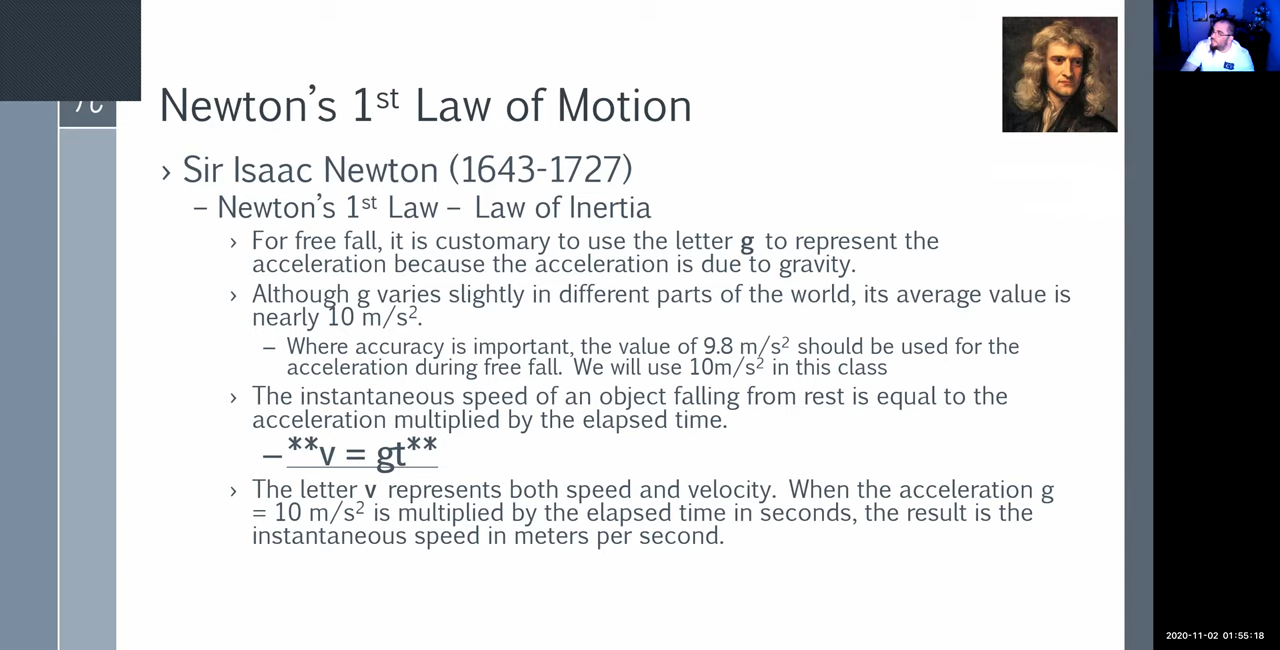 Newton's 1st Law of Motion
› Sir Isaac Newton (1643-1727)
– Newton's 1st Law – Law of Inertia
› For free fall, it is customary to use the letter g to represent the
acceleration because the acceleration is due to gravity.
› Although g varies slightly in different parts of the world, its average value is
nearly 10 m/s².
– Where accuracy is important, the value of 9.8 m/s² should be used for the
acceleration during free fall. We will use 10m/s² in this class
› The instantaneous speed of an object falling from rest is equal to the
acceleration multiplied by the elapsed time.
– **v = gt**
› The letter v represents both speed and velocity. When the acceleration g
= 10 m/s² is multiplied by the elapsed time in seconds, the result is the
instantaneous speed in meters per second.
2020-11-02 01:55:18